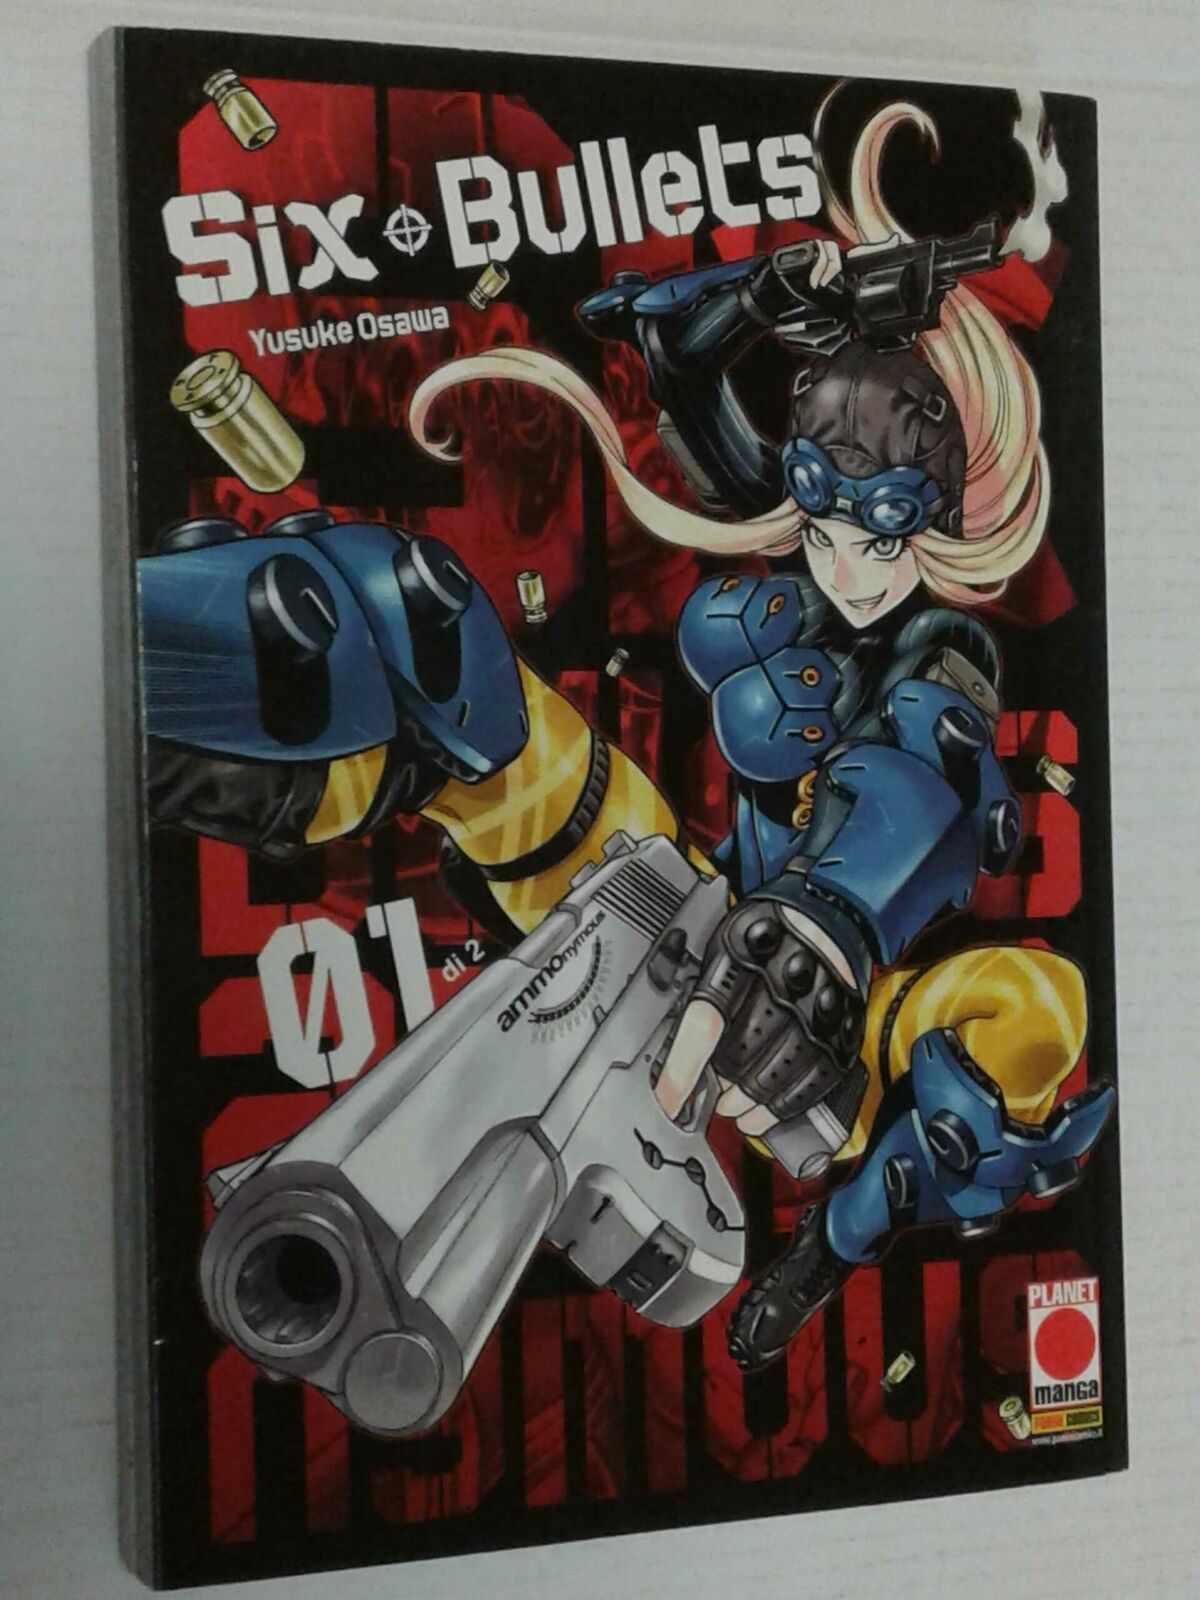 Six Bullets
Yusuke Osawa
01
di 2
ammonymous
PLANET
manga
PANINI COMICS